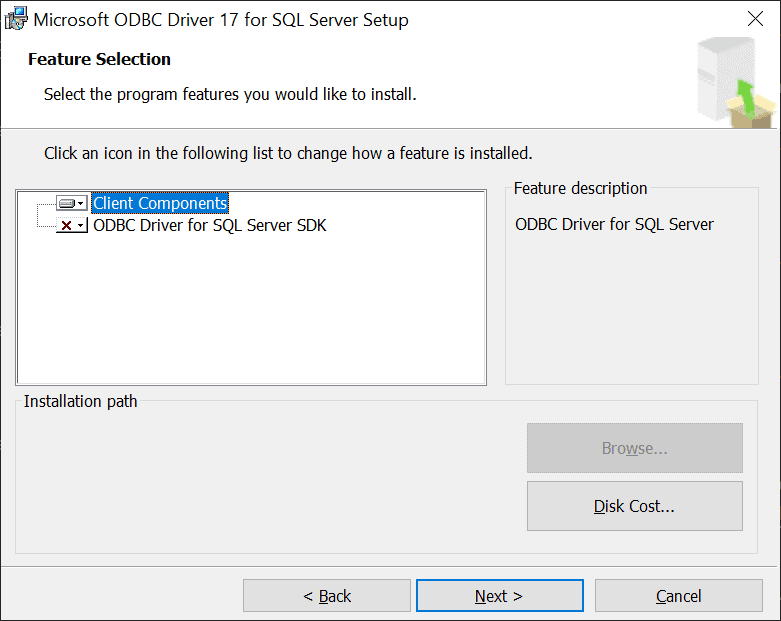 Microsoft ODBC Driver 17 for SQL Server Setup
Feature Selection
Select the program features you would like to install.
Click an icon in the following list to change how a feature is installed.
Client Components
ODBC Driver for SQL Server SDK
Feature description
ODBC Driver for SQL Server
Installation path
Browse...
Disk Cost...
< Back
Next >
Cancel